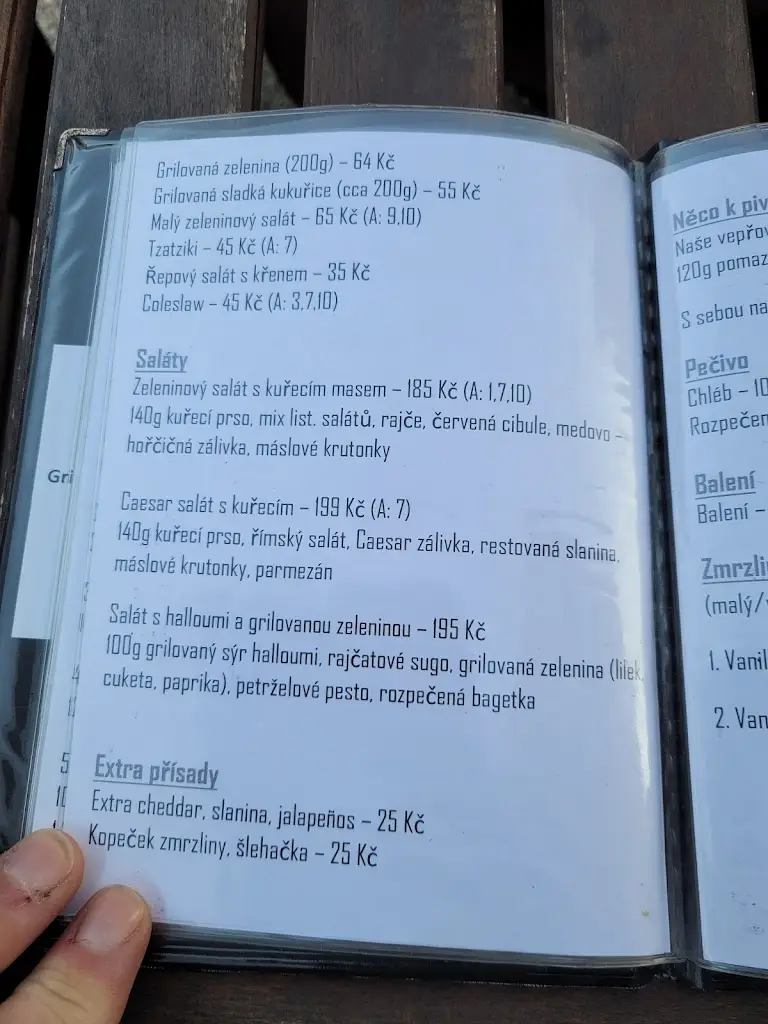 Grilovaná zelenina (200g) – 64 Kč
Grilovaná sladká kukuřice (cca 200g) – 55 Kč
Malý zeleninový salát – 65 Kč (A: 9,10)
Tzatziki – 45 Kč (A: 7)
Řepový salát s křenem – 35 Kč
Coleslaw – 45 Kč (A: 3,7,10)
Saláty
Zeleninový salát s kuřecím masem – 185 Kč (A: 1,7,10)
140g kuřecí prso, mix list. salátů, rajče, červená cibule, medovo –
hořčičná zálivka, máslové krutonky
Caesar salát s kuřecím – 199 Kč (A: 7)
140g kuřecí prso, římský salát, Caesar zálivka, restovaná slanina,
máslové krutonky, parmezán
Salát s halloumi a grilovanou zeleninou – 195 Kč
100g grilovaný sýr halloumi, rajčatové sugo, grilovaná zelenina (lilek,
cuketa, paprika), petrželové pesto, rozpečená bagetka
Extra přísady
Extra cheddar, slanina, jalapeños – 25 Kč
Kopeček zmrzliny, šlehačka – 25 Kč
Něco k piv
Naše vepřov
120g pomaz
S sebou na
Pečivo
Chléb – 10
Rozpečen
Balení
Balení –
Zmrzli
(malý/v
1. Vanil
2. Van
Gri